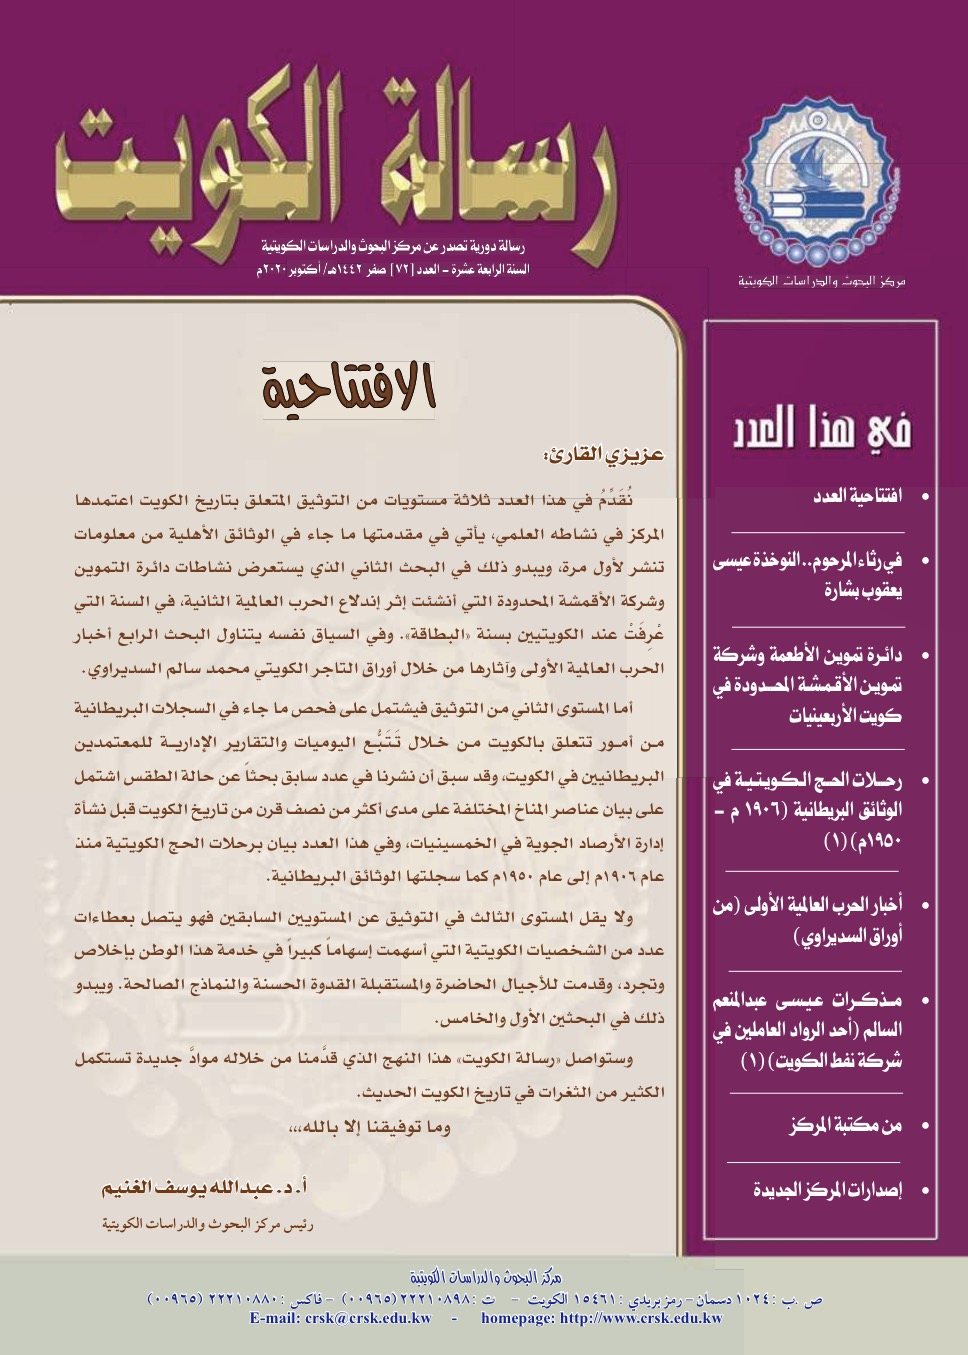 رسالة الكويت
رسالة دورية تصدر عن مركز البحوث والدراسات الكويتية
السنة الرابعة عشرة - العدد [٧٢] صفر ١٤٤٢هـ/ أكتوبر ٢٠٢٠م
مركز البحوث والدراسات الكويتية
في هذا العدد
• افتتاحية العدد
• في رثاء المرحوم.. النوخذة عيسى
يعقوب بشارة
• دائرة تموين الأطعمة وشركة
تموين الأقمشة المحدودة في
كويت الأربعينيات
• رحلات الحج الكويتية في
الوثائق البريطانية (١٩٠٦ م -
١٩٥٠م) (١)
• أخبار الحرب العالمية الأولى (من
أوراق السديراوي)
• مذكرات عيسى عبدالمنعم
السالم (أحد الرواد العاملين في
شركة نفط الكويت) (١)
• من مكتبة المركز
• إصدارات المركز الجديدة
الافتتاحية
عزيزي القارئ:
نُقَدِّمُ في هذا العدد ثلاثة مستويات من التوثيق المتعلق بتاريخ الكويت اعتمدها
المركز في نشاطه العلمي، يأتي في مقدمتها ما جاء في الوثائق الأهلية من معلومات
تنشر لأول مرة، ويبدو ذلك في البحث الثاني الذي يستعرض نشاطات دائرة التموين
وشركة الأقمشة المحدودة التي أنشئت إثر إندلاع الحرب العالمية الثانية، في السنة التي
عُرِفَتْ عند الكويتيين بسنة «البطاقة». وفي السياق نفسه يتناول البحث الرابع أخبار
الحرب العالمية الأولى وآثارها من خلال أوراق التاجر الكويتي محمد سالم السديراوي.
أما المستوى الثاني من التوثيق فيشتمل على فحص ما جاء في السجلات البريطانية
من أمور تتعلق بالكويت من خلال تَتَبُّع اليوميات والتقارير الإدارية للمعتمدين
البريطانيين في الكويت، وقد سبق أن نشرنا في عدد سابق بحثاً عن حالة الطقس اشتمل
على بيان عناصر المناخ المختلفة على مدى أكثر من نصف قرن من تاريخ الكويت قبل نشأة
إدارة الأرصاد الجوية في الخمسينيات، وفي هذا العدد بيان برحلات الحج الكويتية منذ
عام ١٩٠٦م إلى عام ١٩٥٠م كما سجلتها الوثائق البريطانية.
ولا يقل المستوى الثالث في التوثيق عن المستويين السابقين فهو يتصل بعطاءات
عدد من الشخصيات الكويتية التي أسهمت إسهاماً كبيراً في خدمة هذا الوطن بإخلاص
وتجرد، وقدمت للأجيال الحاضرة والمستقبلة القدوة الحسنة والنماذج الصالحة. ويبدو
ذلك في البحثين الأول والخامس.
وستواصل «رسالة الكويت» هذا النهج الذي قدَّمنا من خلاله موادَّ جديدة تستكمل
الكثير من الثغرات في تاريخ الكويت الحديث.
وما توفيقنا إلا بالله،،،
أ. د. عبدالله يوسف الغنيم
رئيس مركز البحوث والدراسات الكويتية
مركز البحوث والدراسات الكويتية
ص .ب : ١٠٢٤ دسمان - رمز بريدي : ١٥٤٦١ الكويت - ت : ٢٢٢١٠٨٩٨ (٠٠٩٦٥) - فاكس : ٢٢٢١٠٨٨٠ (٠٠٩٦٥)
E-mail: crsk@crsk.edu.kw - homepage: http://www.crsk.edu.kw